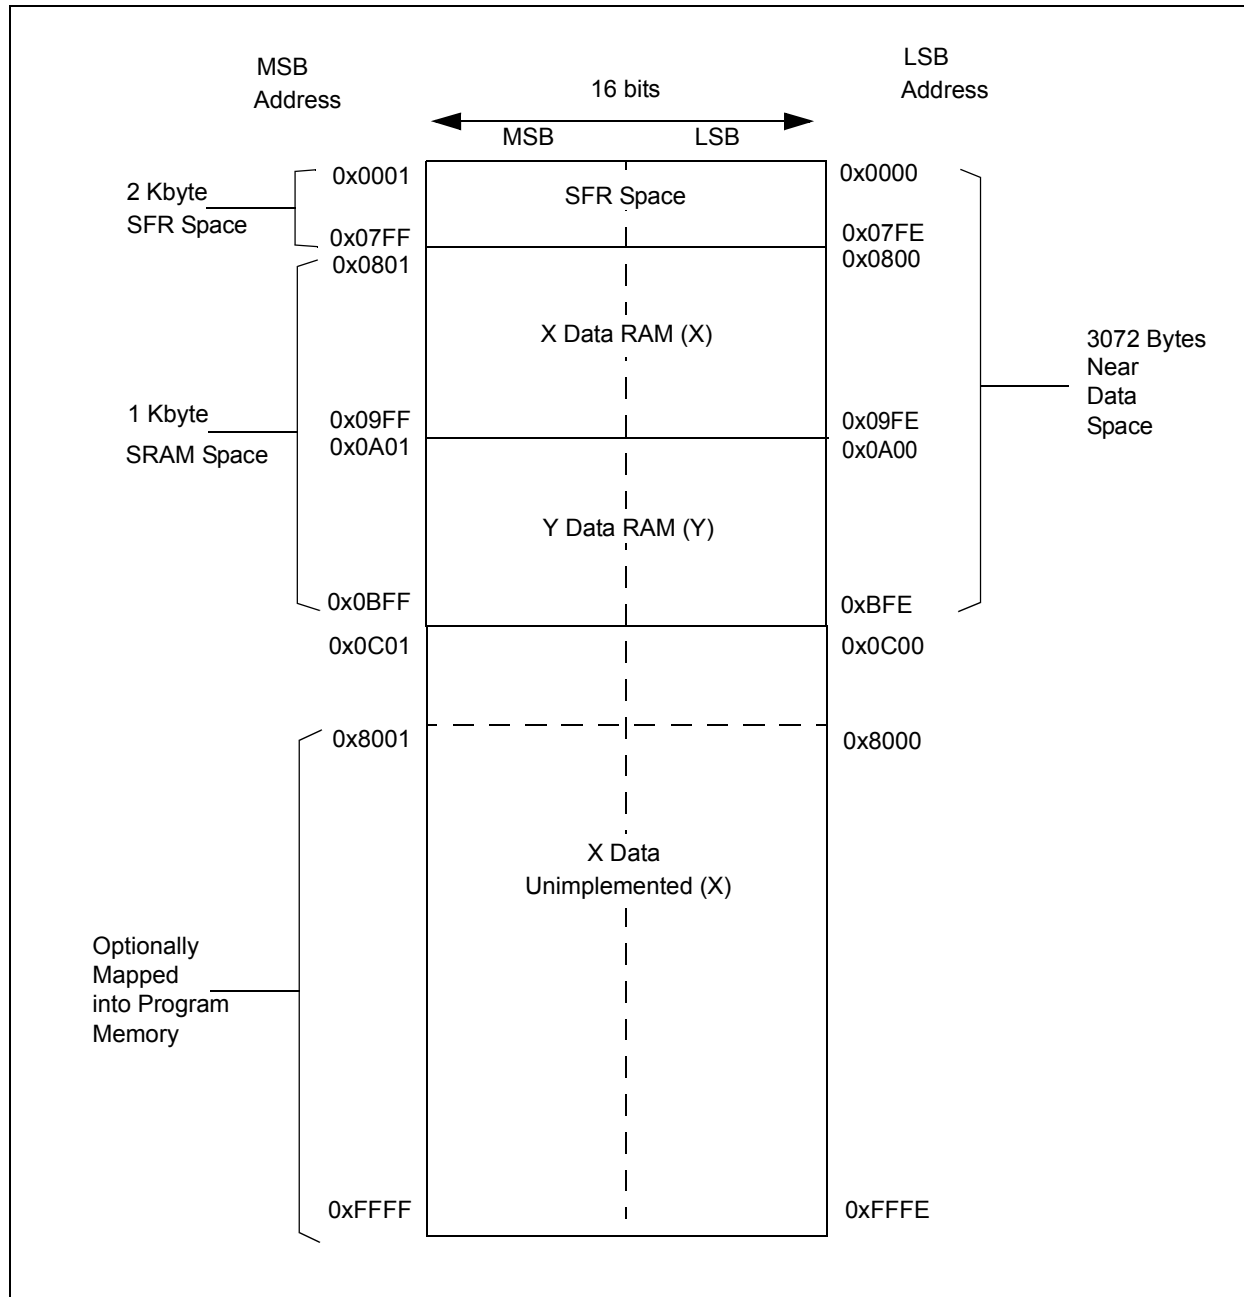 MSB
Address
LSB
Address
16 bits
MSB
LSB
0x0001
0x0000
2 Kbyte
SFR Space
SFR Space
0x07FF
0x07FE
0x0801
0x0800
X Data RAM (X)
3072 Bytes
Near
Data
Space
1 Kbyte
SRAM Space
0x09FF
0x09FE
0x0A01
0x0A00
Y Data RAM (Y)
0x0BFF
0xBFE
0x0C01
0x0C00
0x8001
0x8000
X Data
Unimplemented (X)
Optionally
Mapped
into Program
Memory
0xFFFF
0xFFFE